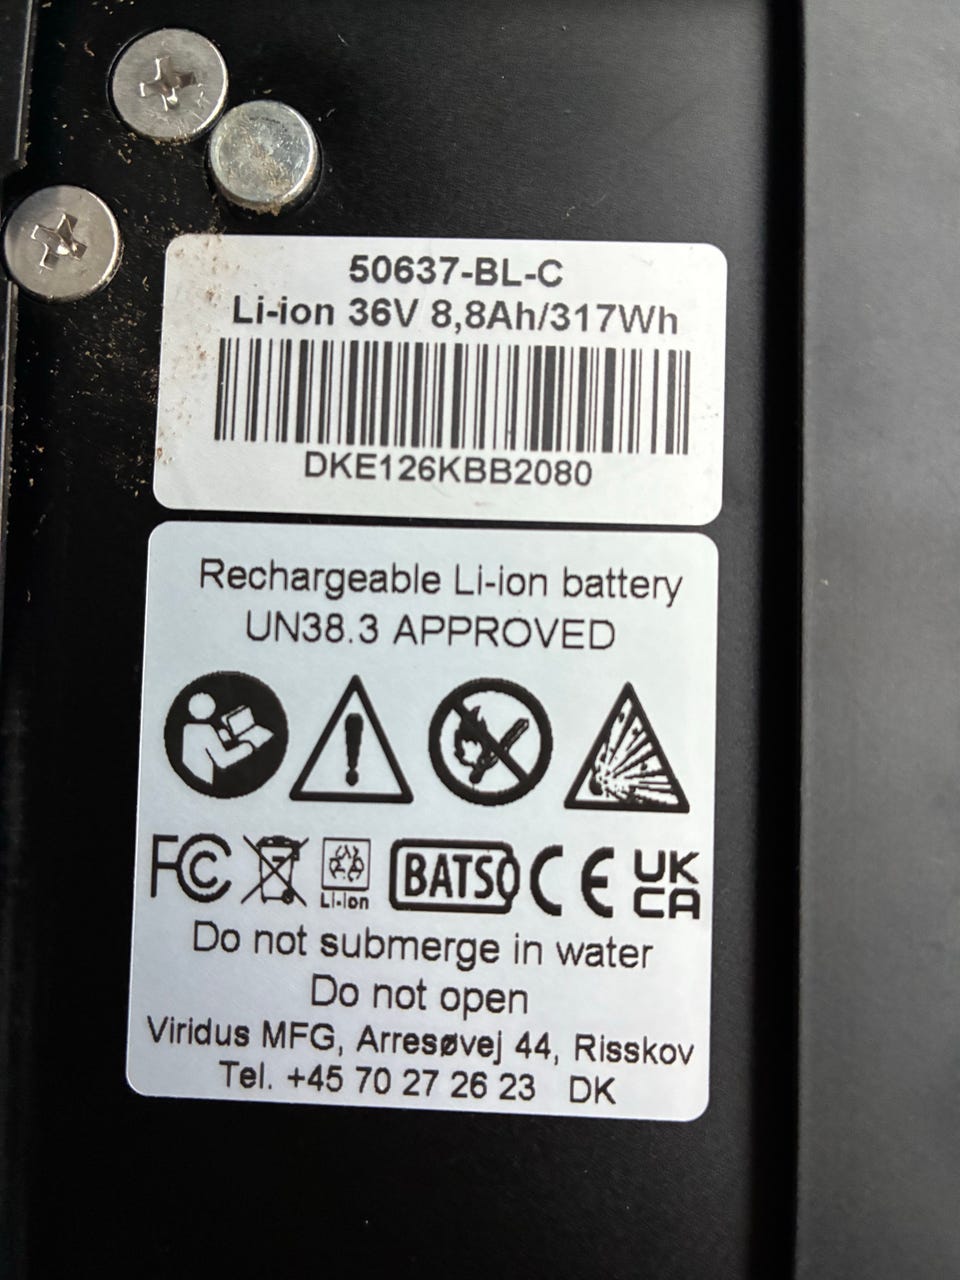 50637-BL-C
Li-ion 36V 8,8Ah/317Wh
DKE126KBB2080
Rechargeable Li-ion battery
UN38.3 APPROVED
FC Li-Ion BATSO CE UK CA
Do not submerge in water
Do not open
Viridus MFG, Arresøvej 44, Risskov
Tel. +45 70 27 26 23 DK